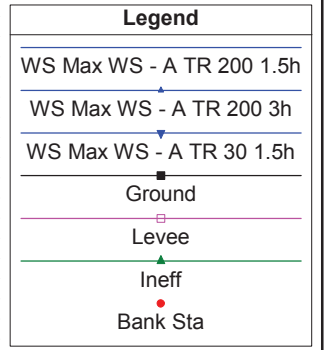 Legend
WS Max WS - A TR 200 1.5h
WS Max WS - A TR 200 3h
WS Max WS - A TR 30 1.5h
Ground
Levee
Ineff
Bank Sta